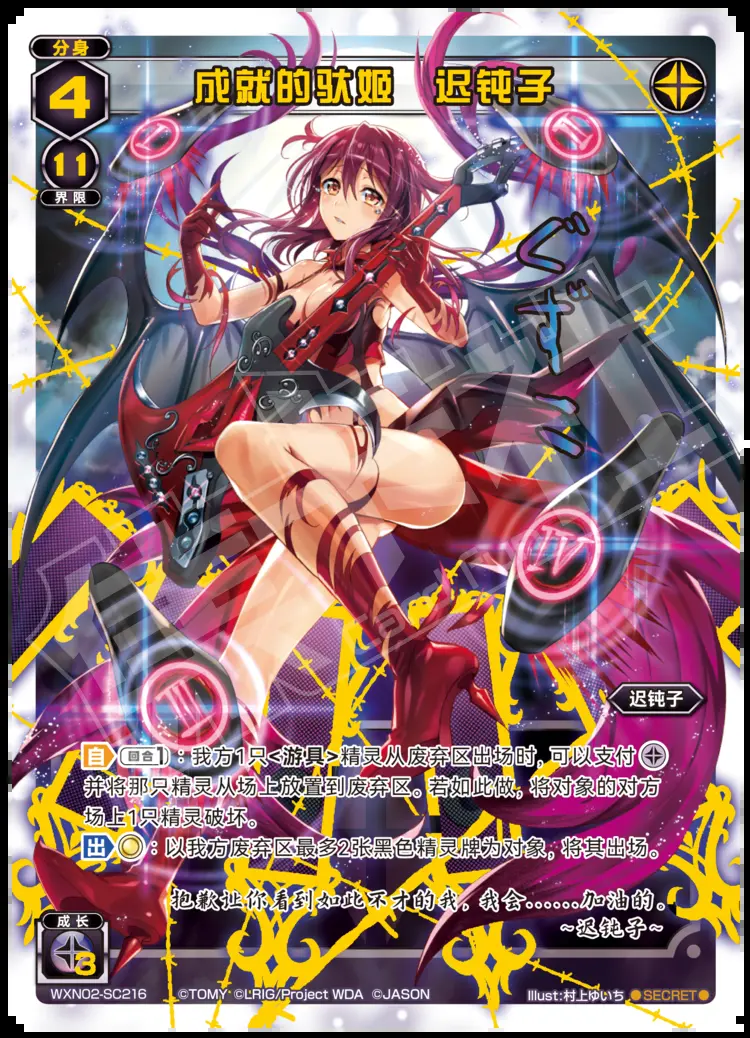 分身
4
成就的驮姬 迟钝子
11
界限
I
II
ぐずー子
IV
III
迟钝子
自 回合1：我方1只<游具>精灵从废弃区出场时，可以支付
并将那只精灵从场上放置到废弃区。若如此做，将对象的对方
场上1只精灵破坏。
出：以我方废弃区最多2张黑色精灵牌为对象，将其出场。
抱歉让你看到如此不才的我，我会.......加油的。
～迟钝子～
成长
3
WXN02-SC216 ©TOMY ©LRIG/Project WDA ©JASON Illust:村上ゆいち SECRET